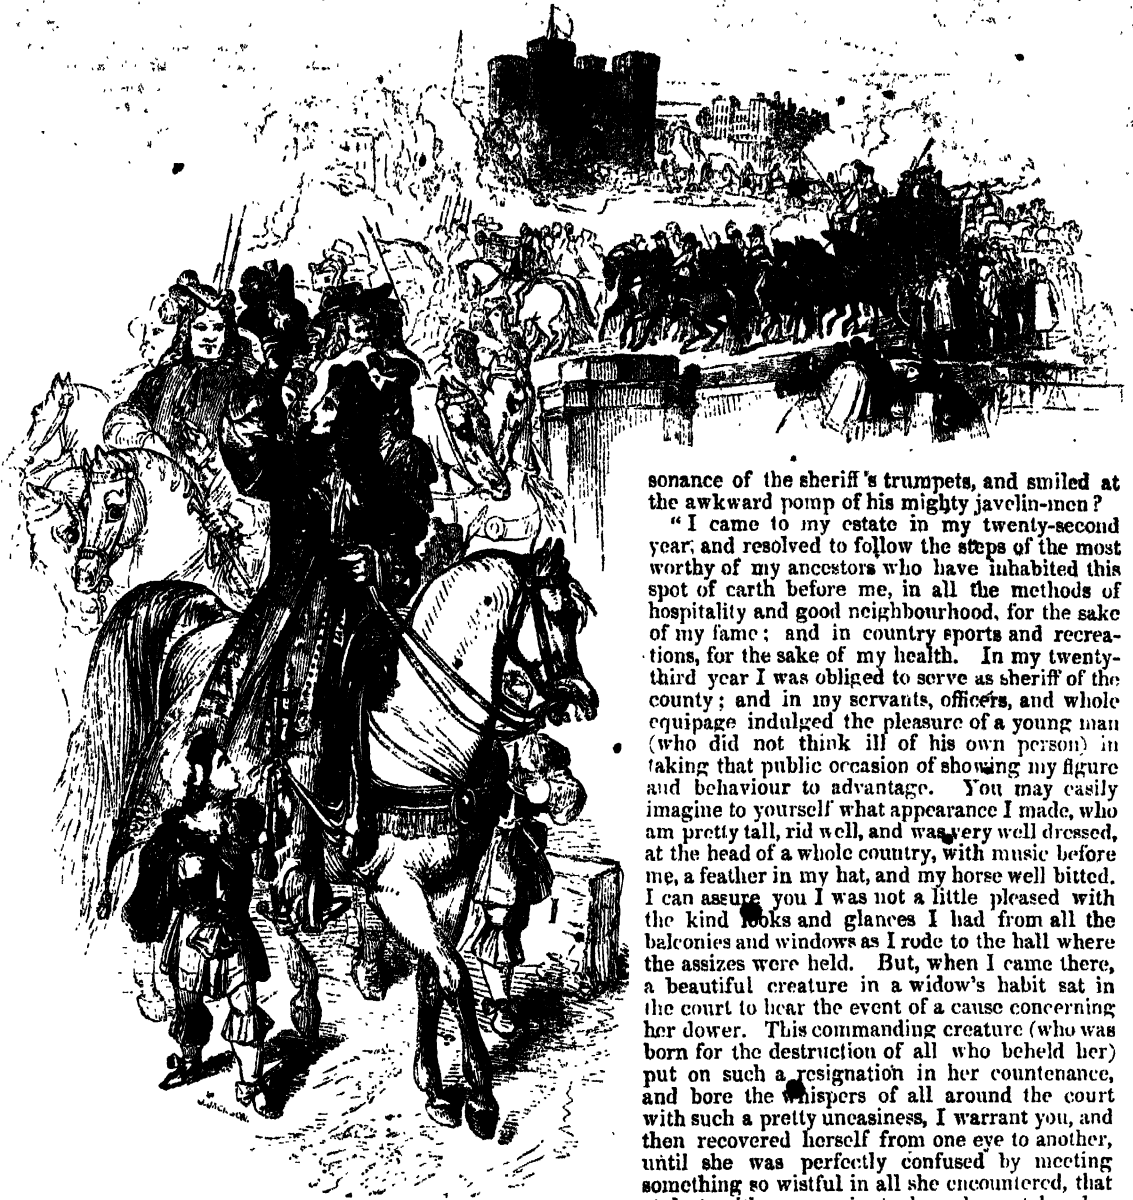 sonance of the sheriff's trumpets, and smiled at
the awkward pomp of his mighty javelin-men?
"I came to my estate in my twenty-second
year, and resolved to follow the steps of the most
worthy of my ancestors who have inhabited this
spot of earth before me, in all the methods of
hospitality and good neighbourhood, for the sake
of my fame; and in country sports and recrea-
tions, for the sake of my health. In my twenty-
third year I was obliged to serve as sheriff of the
county; and in my servants, officers, and whole
equipage indulged the pleasure of a young man
(who did not think ill of his own person) in
taking that public occasion of showing my figure
and behaviour to advantage. You may easily
imagine to yourself what appearance I made, who
am pretty tall, rid well, and was very well dressed,
at the head of a whole country, with music before
me, a feather in my hat, and my horse well bitted.
I can assure you I was not a little pleased with
the kind looks and glances I had from all the
balconies and windows as I rode to the hall where
the assizes were held. But, when I came there,
a beautiful creature in a widow's habit sat in
the court to hear the event of a cause concerning
her dower. This commanding creature (who was
born for the destruction of all who beheld her)
put on such a resignation in her countenance,
and bore the whispers of all around the court
with such a pretty uneasiness, I warrant you, and
then recovered herself from one eye to another,
until she was perfectly confused by meeting
something so wistful in all she encountered, that
J. JACKSON.